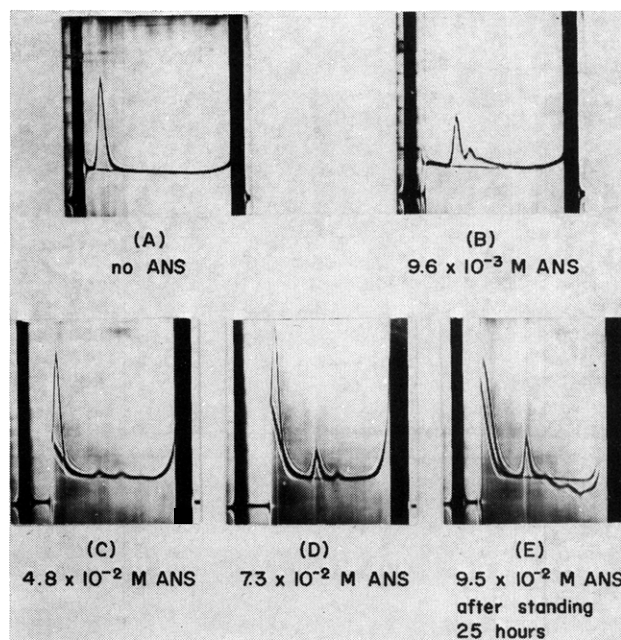 (A)
no ANS
(B)
9.6 x 10⁻³ M ANS
(C)
4.8 x 10⁻² M ANS
(D)
7.3 x 10⁻² M ANS
(E)
9.5 x 10⁻² M ANS
after standing
25 hours